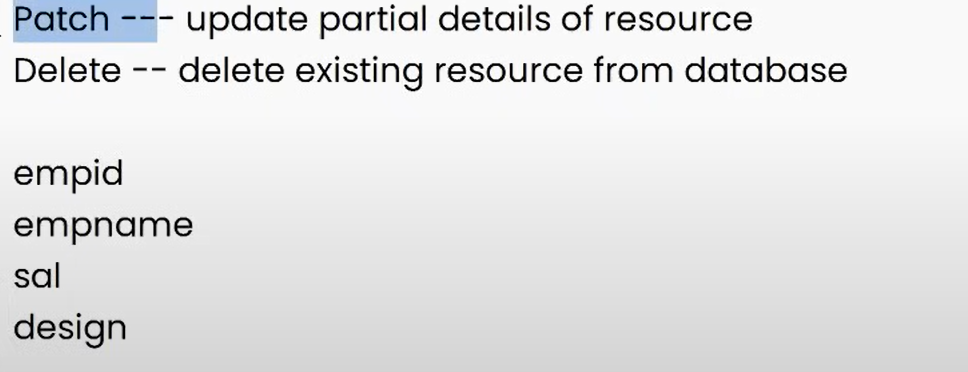 Patch --- update partial details of resource
Delete -- delete existing resource from database
empid
empname
sal
design